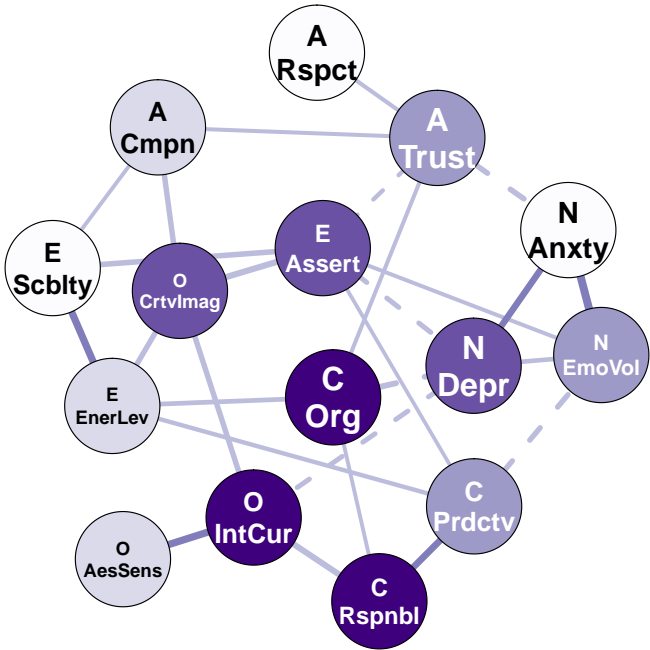 A
Rspct
A
Cmpn
A
Trust
N
Anxty
E
Scblty
O
CrtvImag
E
Assert
N
Depr
N
EmoVol
E
EnerLev
C
Org
O
IntCur
C
Prdctv
O
AesSens
C
Rspnbl